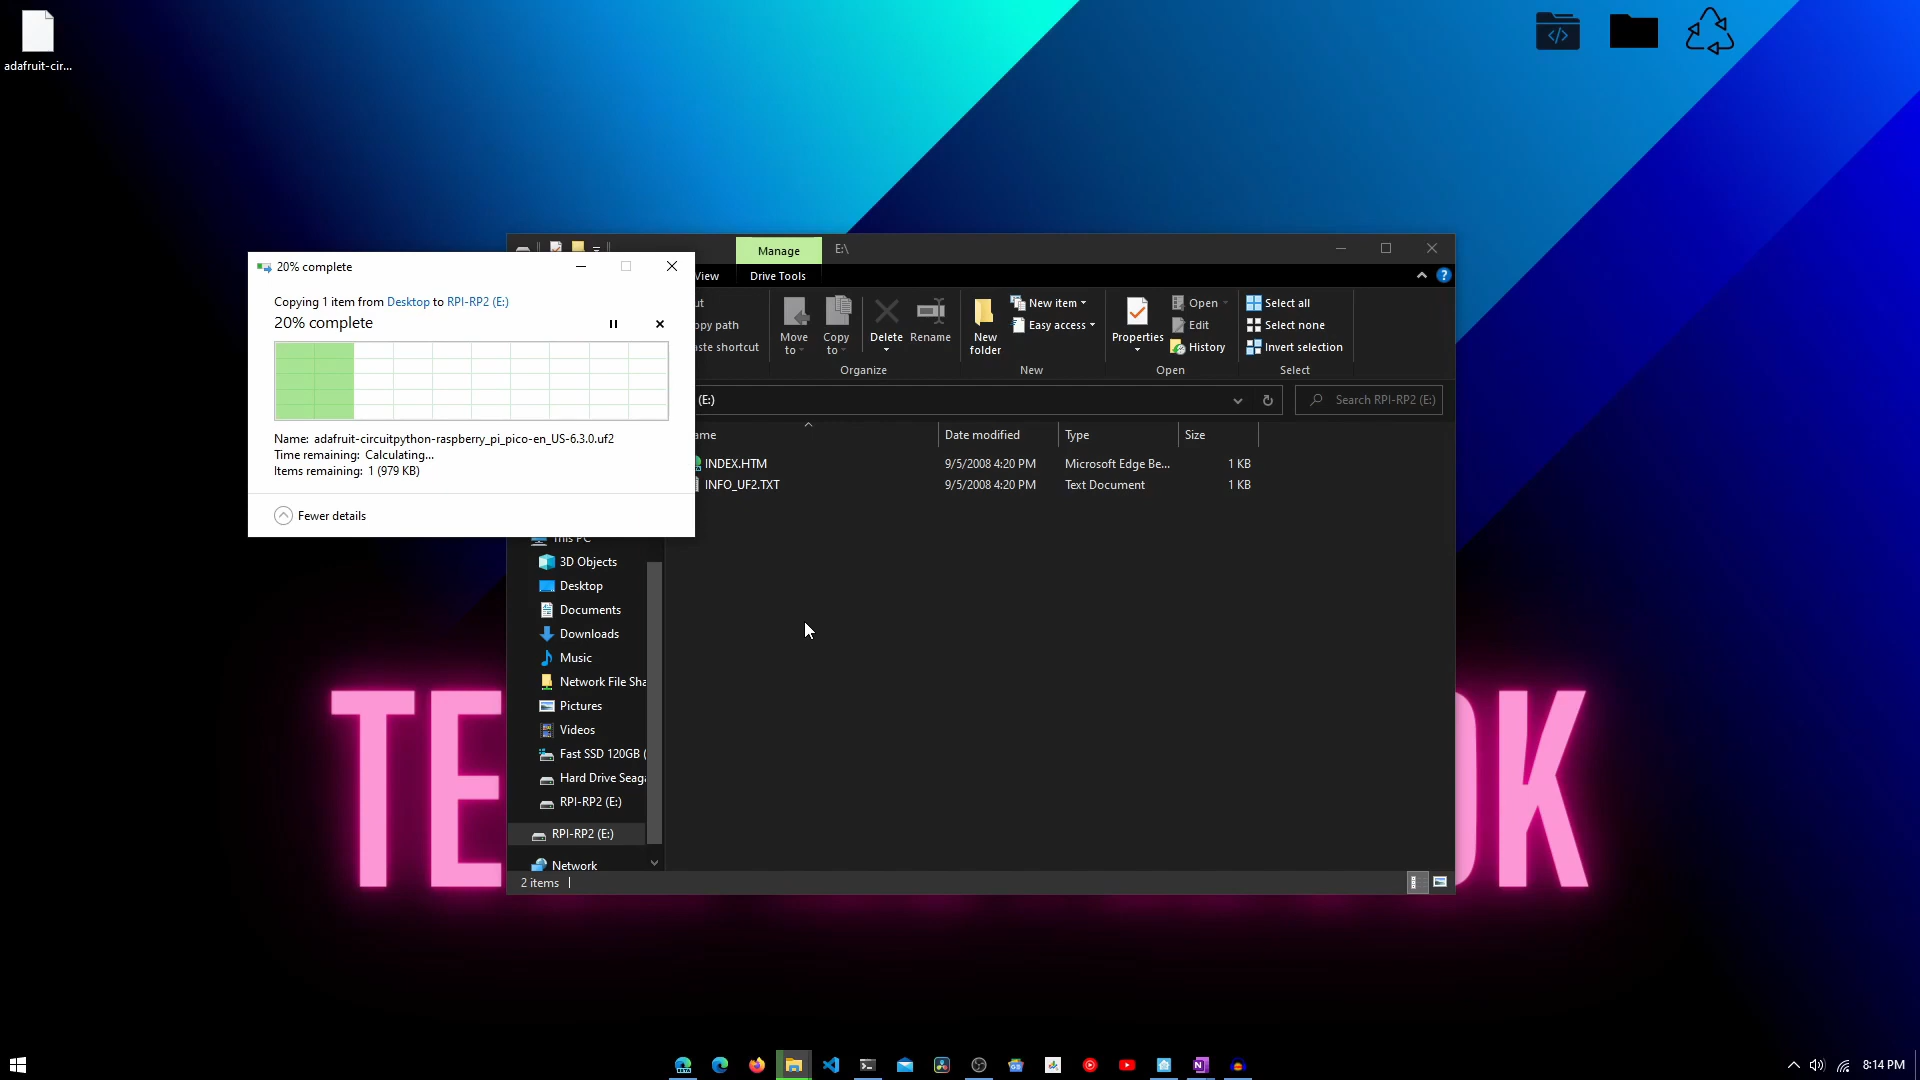 adafruit-cir...
Manage
E:\
20% complete
View
Drive Tools
Copying 1 item from Desktop to RPI-RP2 (E:)
20% complete
Name: adafruit-circuitpython-raspberry_pi_pico-en_US-6.3.0.uf2
Time remaining: Calculating...
Items remaining: 1 (979 KB)
Fewer details
ut
opy path
ste shortcut
Move to
Copy to
Delete
Rename
Organize
New folder
New item
Easy access
New
Properties
Open
Edit
History
Open
Select all
Select none
Invert selection
Select
(E:)
Search RPI-RP2 (E:)
ame
Date modified
Type
Size
INDEX.HTM 9/5/2008 4:20 PM Microsoft Edge Be... 1 KB
INFO_UF2.TXT 9/5/2008 4:20 PM Text Document 1 KB
This PC
3D Objects
Desktop
Documents
Downloads
Music
Network File Sha
Pictures
Videos
Fast SSD 120GB (
Hard Drive Seaga
RPI-RP2 (E:)
RPI-RP2 (E:)
Network
2 items
TE
OK
8:14 PM